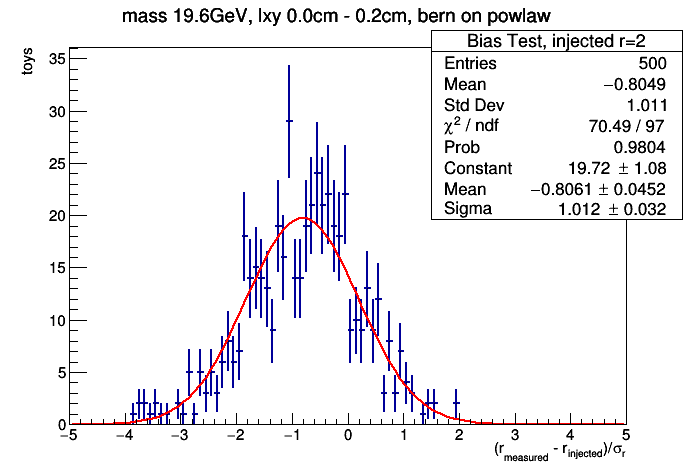 mass 19.6GeV, lxy 0.0cm - 0.2cm, bern on powlaw
toys
Bias Test, injected r=2
Entries 500
Mean −0.8049
Std Dev 1.011
χ² / ndf 70.49 / 97
Prob 0.9804
Constant 19.72 ± 1.08
Mean −0.8061 ± 0.0452
Sigma 1.012 ± 0.032
35
30
25
20
15
10
5
0
−5 −4 −3 −2 −1 0 1 2 3 4 5
(r_measured - r_injected)/σ_r